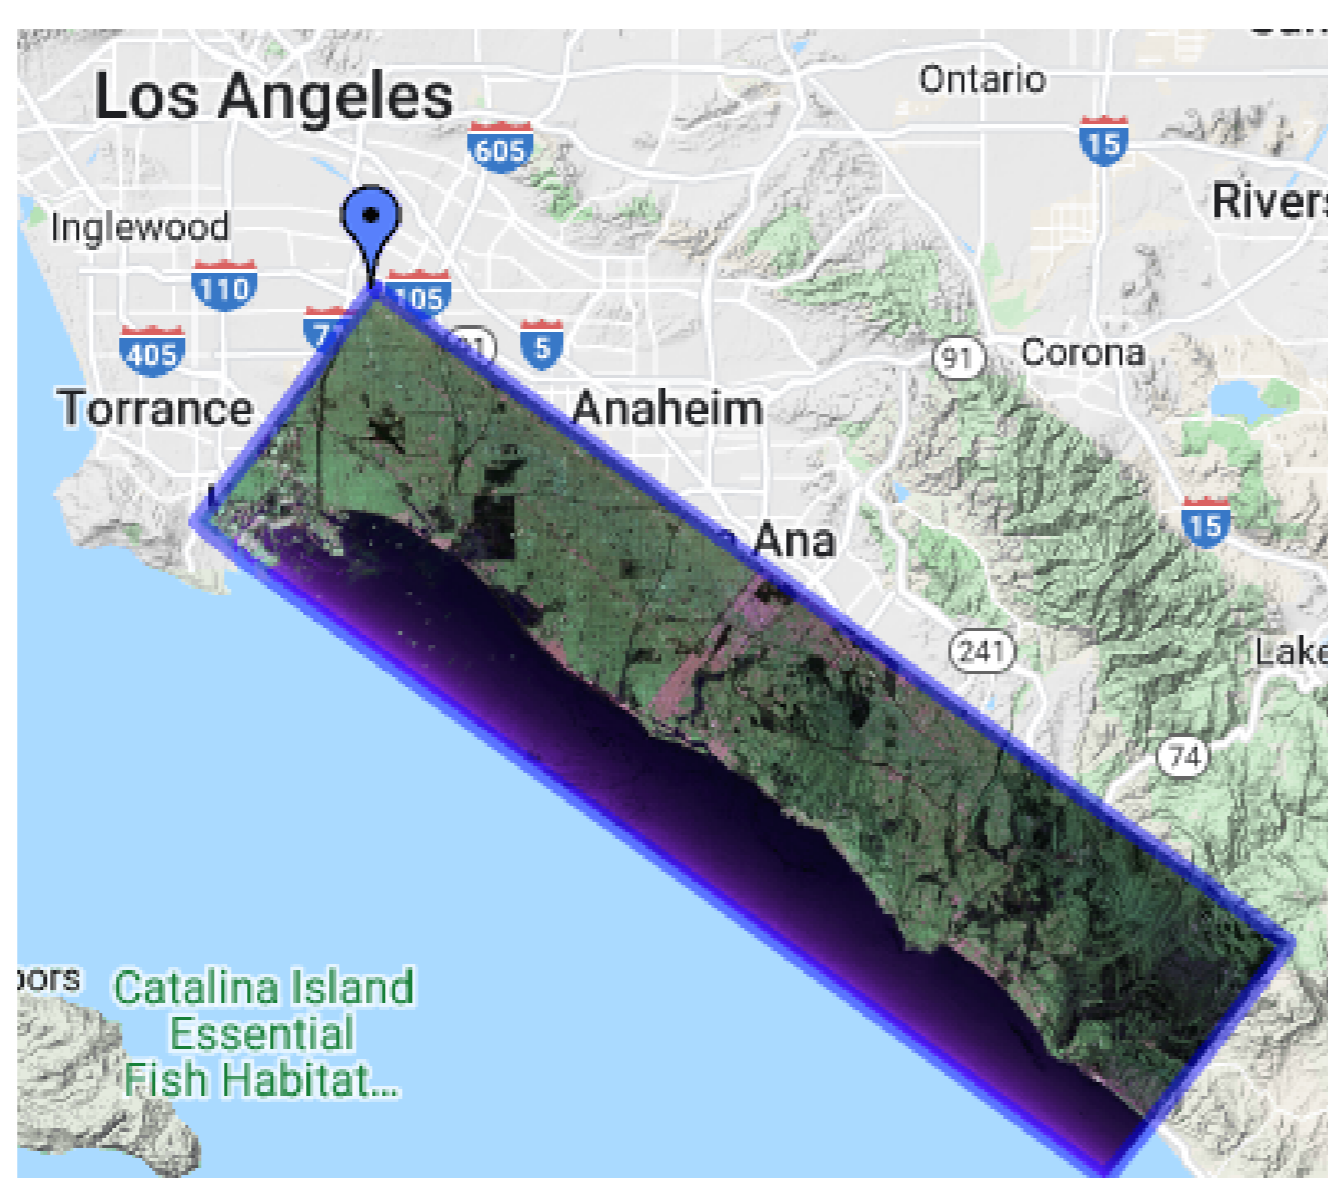 Los Angeles
Ontario
605
15
Rivers
Inglewood
110
105
405
5
91
Corona
Torrance
Anaheim
Ana
15
241
Lake
74
Catalina Island
Essential
Fish Habitat...